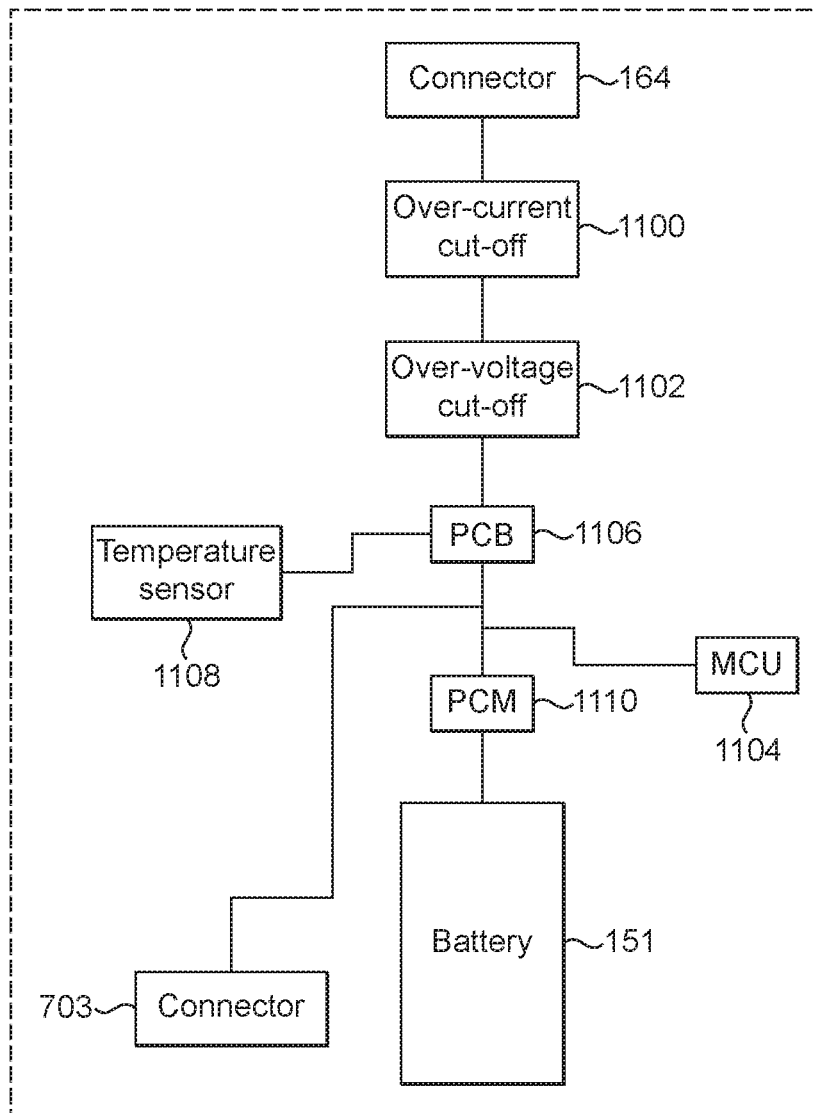 Connector
164
Over-current
cut-off
1100
Over-voltage
cut-off
1102
PCB
1106
Temperature
sensor
1108
MCU
1104
PCM
1110
Battery
151
703
Connector